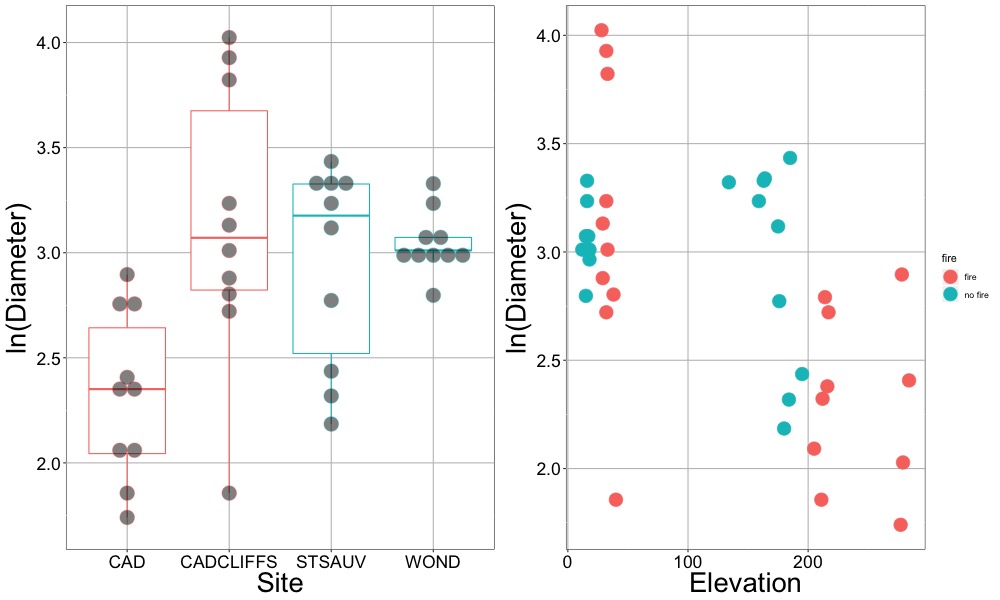 ln(Diameter)
4.0
3.5
3.0
2.5
2.0
CAD CADCLIFFS STSAUV WOND
Site
ln(Diameter)
4.0
3.5
3.0
2.5
2.0
0 100 200
Elevation
fire
fire
no fire